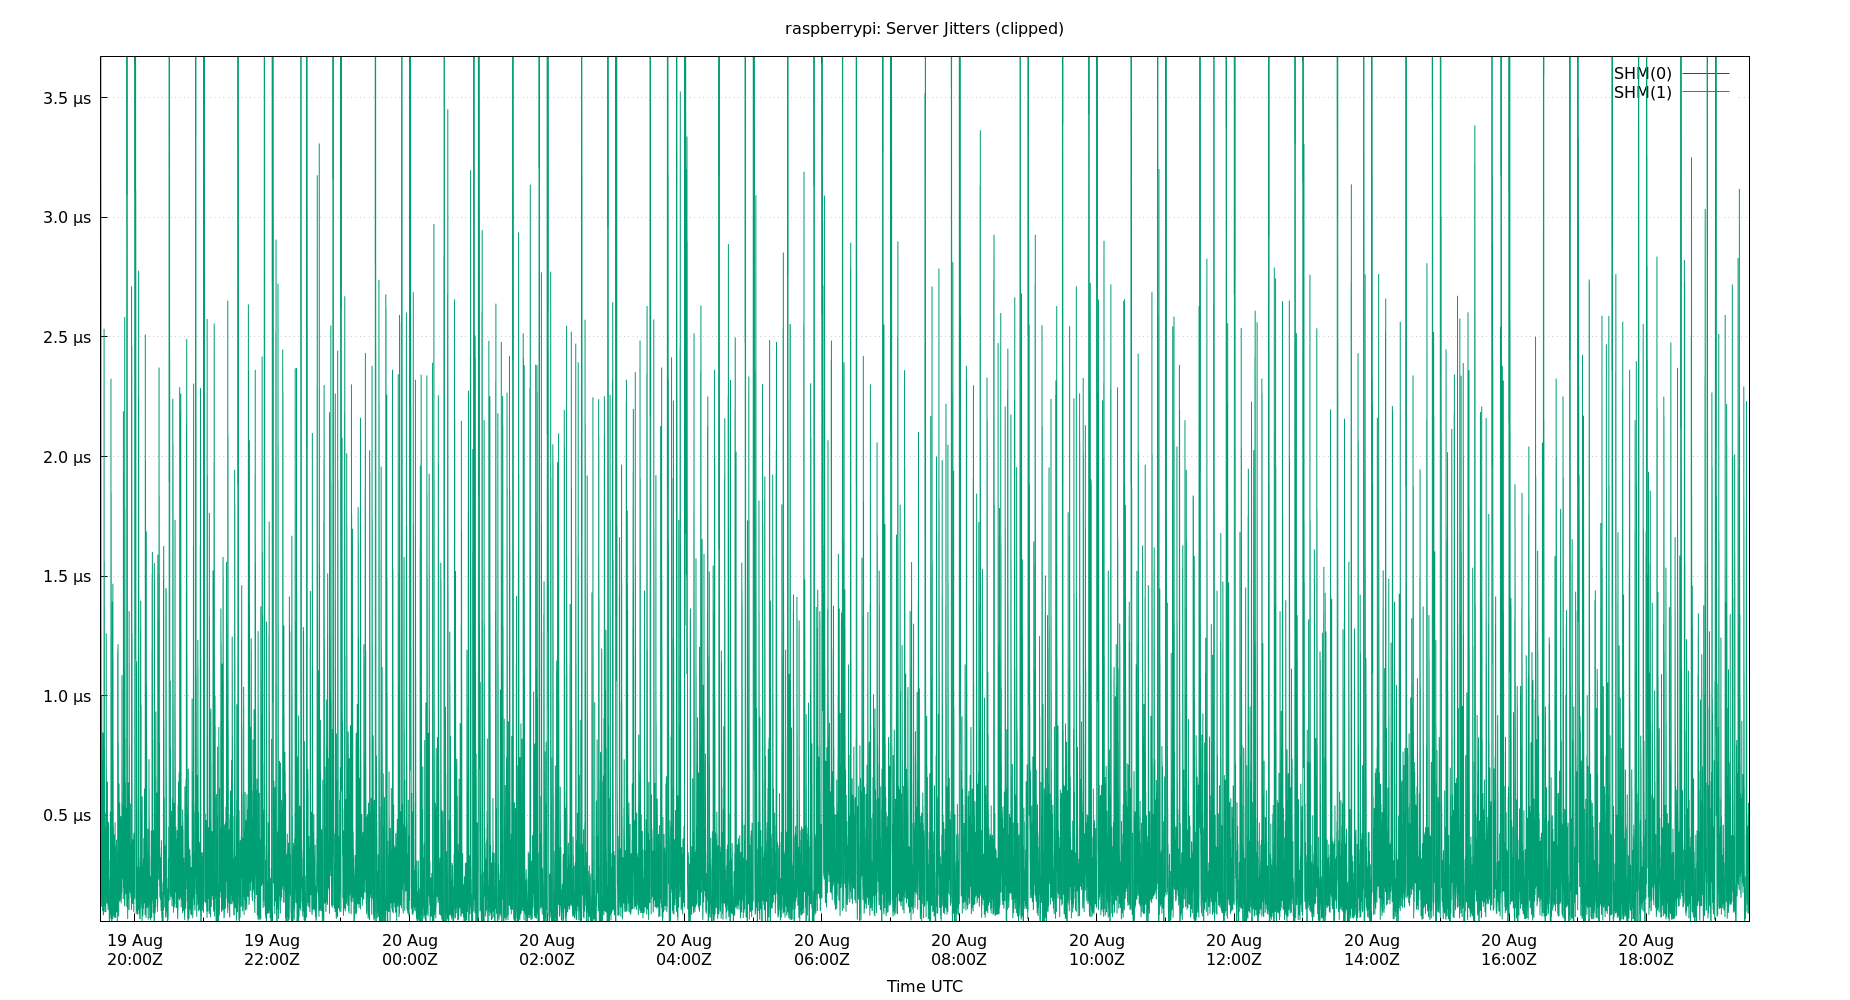 raspberrypi: Server Jitters (clipped)
SHM(0)
SHM(1)
3.5 µs
3.0 µs
2.5 µs
2.0 µs
1.5 µs
1.0 µs
0.5 µs
19 Aug 19 Aug 20 Aug 20 Aug 20 Aug 20 Aug 20 Aug 20 Aug 20 Aug 20 Aug 20 Aug 20 Aug
20:00Z 22:00Z 00:00Z 02:00Z 04:00Z 06:00Z 08:00Z 10:00Z 12:00Z 14:00Z 16:00Z 18:00Z
Time UTC